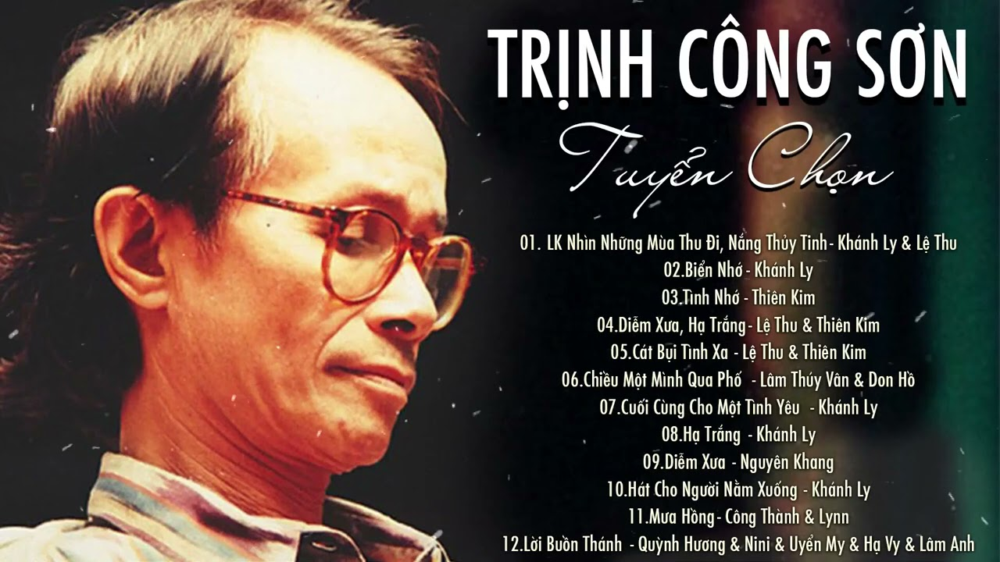 TRỊNH CÔNG SƠN
Tuyển Chọn
01. LK Nhìn Những Mùa Thu Đi, Nắng Thủy Tinh - Khánh Ly & Lệ Thu
02.Biển Nhớ - Khánh Ly
03.Tình Nhớ - Thiên Kim
04.Diễm Xưa, Hạ Trắng - Lệ Thu & Thiên Kim
05.Cát Bụi Tình Xa - Lệ Thu & Thiên Kim
06.Chiều Một Mình Qua Phố - Lâm Thúy Vân & Don Hồ
07.Cuối Cùng Cho Một Tình Yêu - Khánh Ly
08.Hạ Trắng - Khánh Ly
09.Diễm Xưa - Nguyên Khang
10.Hát Cho Người Nằm Xuống - Khánh Ly
11.Mưa Hồng - Công Thành & Lynn
12.Lời Buồn Thánh - Quỳnh Hương & Nini & Uyển My & Hạ Vy & Lâm Anh